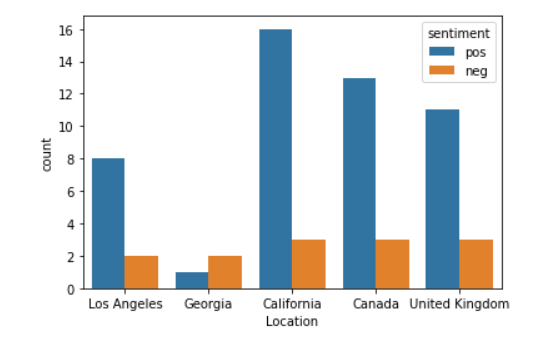 16
14
12
10
8
6
4
2
0
count
sentiment
pos
neg
Los Angeles
Georgia
California
Canada
United Kingdom
Location